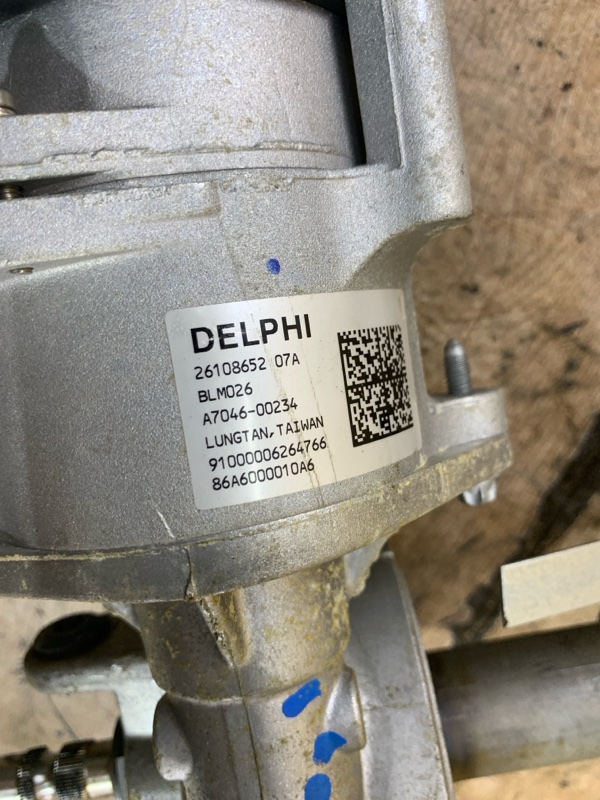 DELPHI
26108652 07A
BLM026
A7046-00234
LUNGTAN, TAIWAN
91000006264766
86A6000010A6